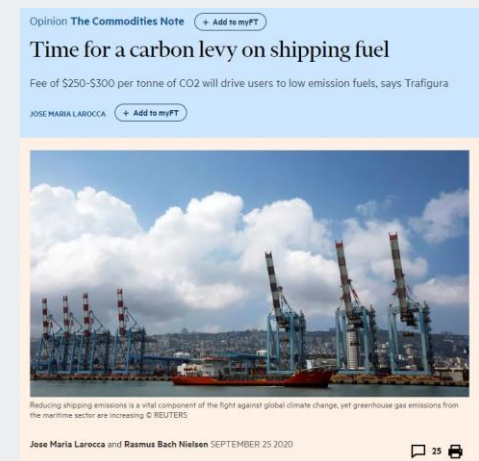 Opinion The Commodities Note + Add to myFT
Time for a carbon levy on shipping fuel
Fee of $250-$300 per tonne of CO2 will drive users to low emission fuels, says Trafigura
JOSE MARIA LAROCCA + Add to myFT
Reducing shipping emissions is a vital component of the fight against global climate change, yet greenhouse gas emissions from
the maritime sector are increasing © REUTERS
Jose Maria Larocca and Rasmus Bach Nielsen SEPTEMBER 25 2020
25